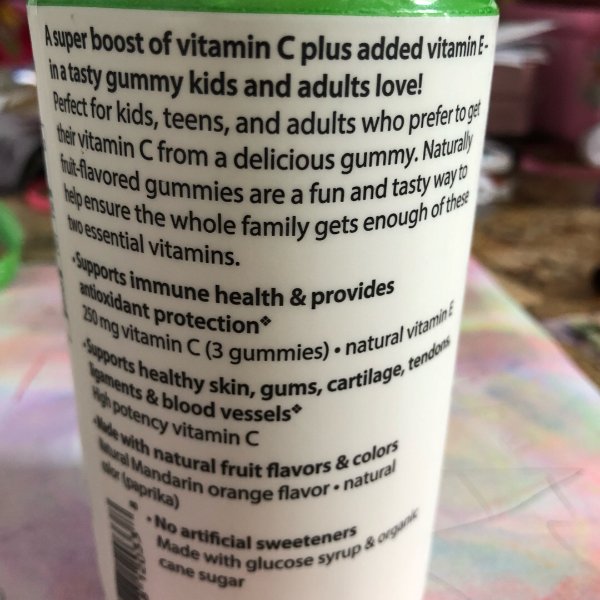 A super boost of vitamin C plus added vitamin E-
in a tasty gummy kids and adults love!
Perfect for kids, teens, and adults who prefer to get
their vitamin C from a delicious gummy. Naturally
fruit-flavored gummies are a fun and tasty way to
help ensure the whole family gets enough of these
two essential vitamins.
•Supports immune health & provides
antioxidant protection❖
250 mg vitamin C (3 gummies) • natural vitamin E
•Supports healthy skin, gums, cartilage, tendons
ligaments & blood vessels❖
High potency vitamin C
•Made with natural fruit flavors & colors
Natural Mandarin orange flavor • natural
color (paprika)
• No artificial sweeteners
Made with glucose syrup & organic
cane sugar